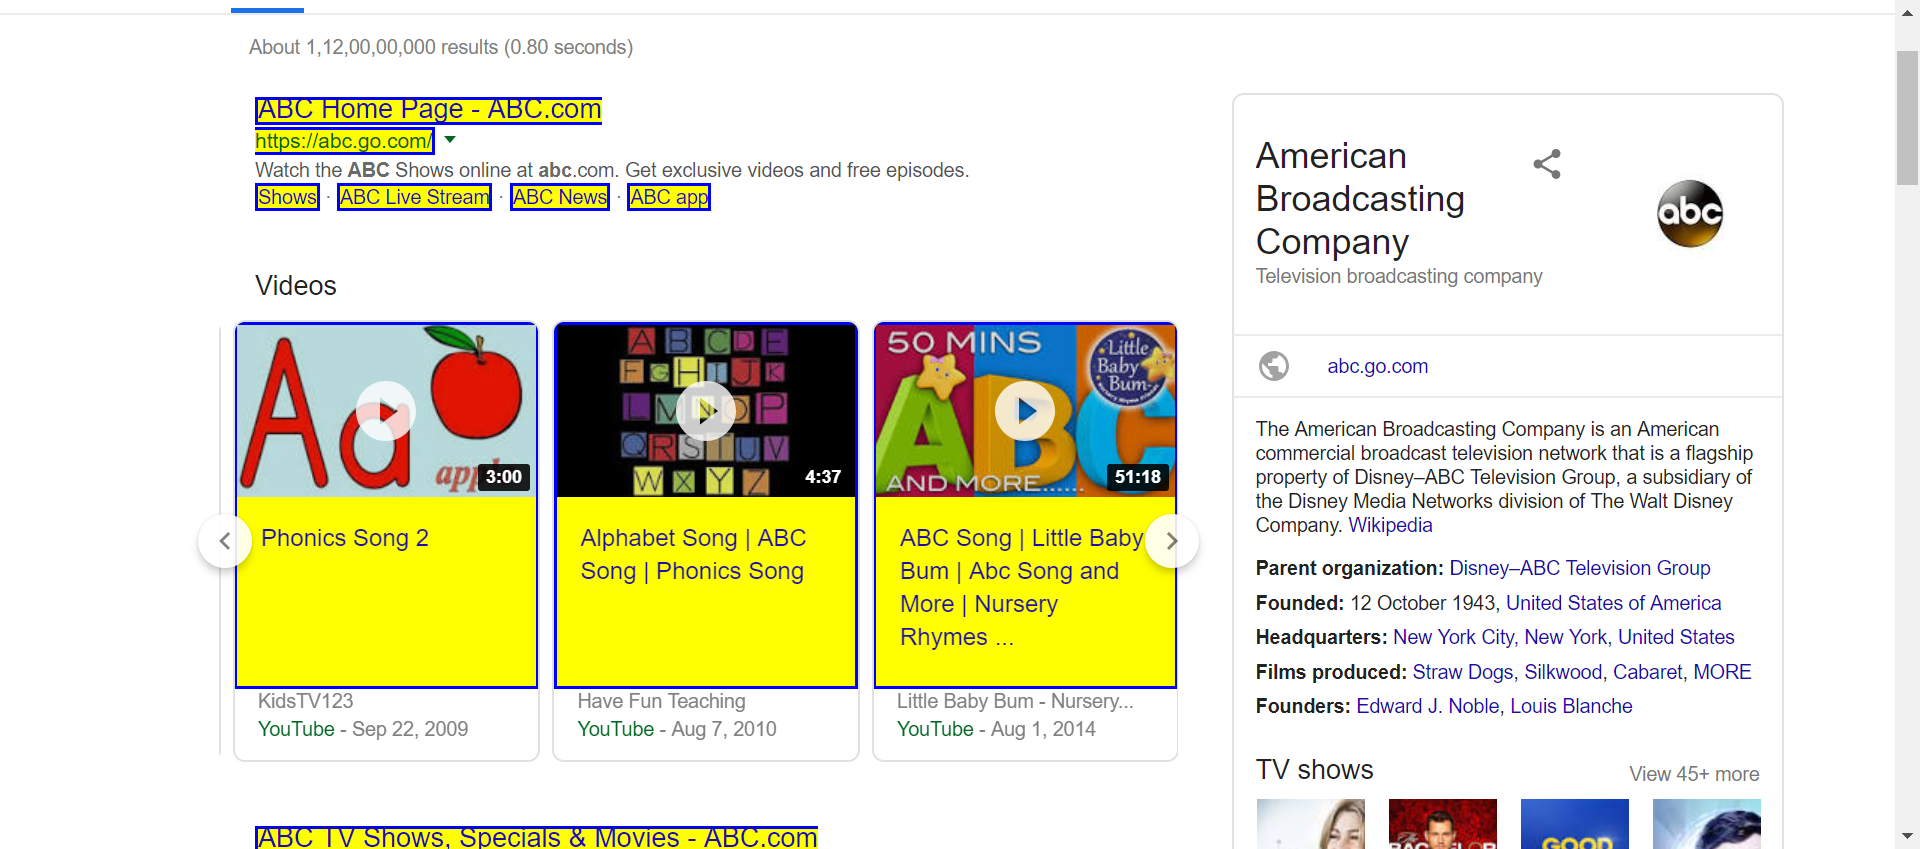 About 1,12,00,00,000 results (0.80 seconds)
ABC Home Page - ABC.com
https://abc.go.com/
Watch the ABC Shows online at abc.com. Get exclusive videos and free episodes.
Shows · ABC Live Stream · ABC News · ABC app
Videos
Aa
apple
3:00
Phonics Song 2
KidsTV123
YouTube - Sep 22, 2009
A B C D E
F G H I J K
L M N O P
Q R S T U V
W X Y Z
4:37
Alphabet Song | ABC
Song | Phonics Song
Have Fun Teaching
YouTube - Aug 7, 2010
50 MINS
Little
Baby
Bum
ABC
AND MORE......
51:18
ABC Song | Little Baby
Bum | Abc Song and
More | Nursery
Rhymes ...
Little Baby Bum - Nursery...
YouTube - Aug 1, 2014
ABC TV Shows, Specials & Movies - ABC.com
American
Broadcasting
Company
Television broadcasting company
abc
abc.go.com
The American Broadcasting Company is an American
commercial broadcast television network that is a flagship
property of Disney–ABC Television Group, a subsidiary of
the Disney Media Networks division of The Walt Disney
Company. Wikipedia
Parent organization: Disney–ABC Television Group
Founded: 12 October 1943, United States of America
Headquarters: New York City, New York, United States
Films produced: Straw Dogs, Silkwood, Cabaret, MORE
Founders: Edward J. Noble, Louis Blanche
TV shows
View 45+ more
The
BACHELOR
GOOD